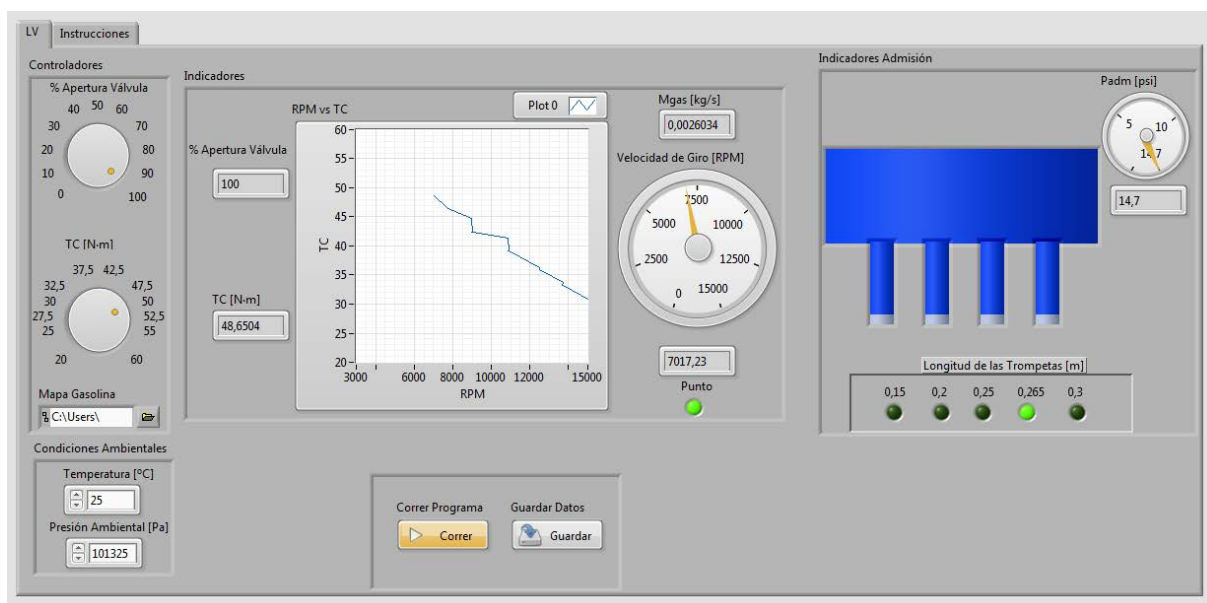 LV
Instrucciones
Controladores
% Apertura Válvula
0
10
20
30
40
50
60
70
80
90
100
TC [N-m]
20
25
27,5
30
32,5
37,5
42,5
47,5
50
52,5
55
60
Mapa Gasolina
C:\Users\
Condiciones Ambientales
Temperatura [ºC]
25
Presión Ambiental [Pa]
101325
Indicadores
% Apertura Válvula
100
TC [N-m]
48,6504
RPM vs TC
Plot 0
TC
60
55
50
45
40
35
30
25
20
3000
6000
8000
10000
12000
15000
RPM
Mgas [kg/s]
0,0026034
Velocidad de Giro [RPM]
0
2500
5000
7500
10000
12500
15000
7017,23
Punto
Correr Programa
Correr
Guardar Datos
Guardar
Indicadores Admisión
Padm [psi]
5
10
14,7
14,7
Longitud de las Trompetas [m]
0,15
0,2
0,25
0,265
0,3